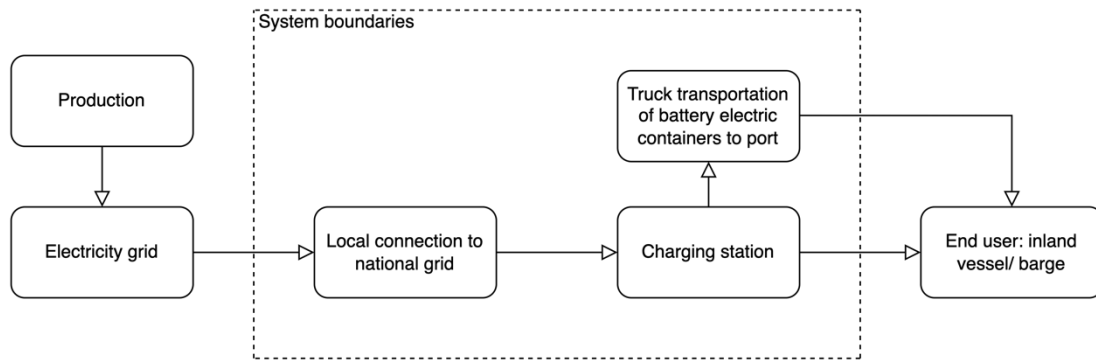 System boundaries
Production
Truck transportation
of battery electric
containers to port
Electricity grid
Local connection to
national grid
Charging station
End user: inland
vessel/ barge